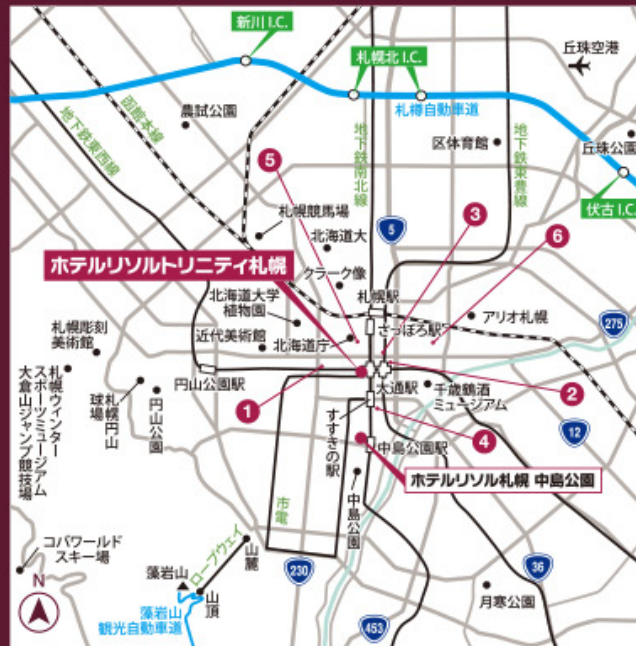 新川 I.C.
札幌北 I.C.
丘珠空港
札樽自動車道
農試公園
函館本線
地下鉄東西線
地下鉄南北線
地下鉄東豊線
区体育館
丘珠公園
伏古 I.C.
5
3
6
札幌競馬場
北海道大
5
ホテルリソルトリニティ札幌
クラーク像
札幌駅
北海道大学
植物園
さっぽろ駅
アリオ札幌
275
札幌彫刻
美術館
近代美術館
北海道庁
円山公園駅
大通駅
2
千歳鶴酒
ミュージアム
1
札幌ウィンター
スポーツミュージアム
大倉山ジャンプ競技場
札幌円山
球場
円山公園
すすきの駅
4
12
中島公園駅
ホテルリソル札幌 中島公園
市電
中島公園
コバワールド
スキー場
ロープウェイ
山麓
藻岩山
山頂
230
36
月寒公園
N
藻岩山
観光自動車道
453